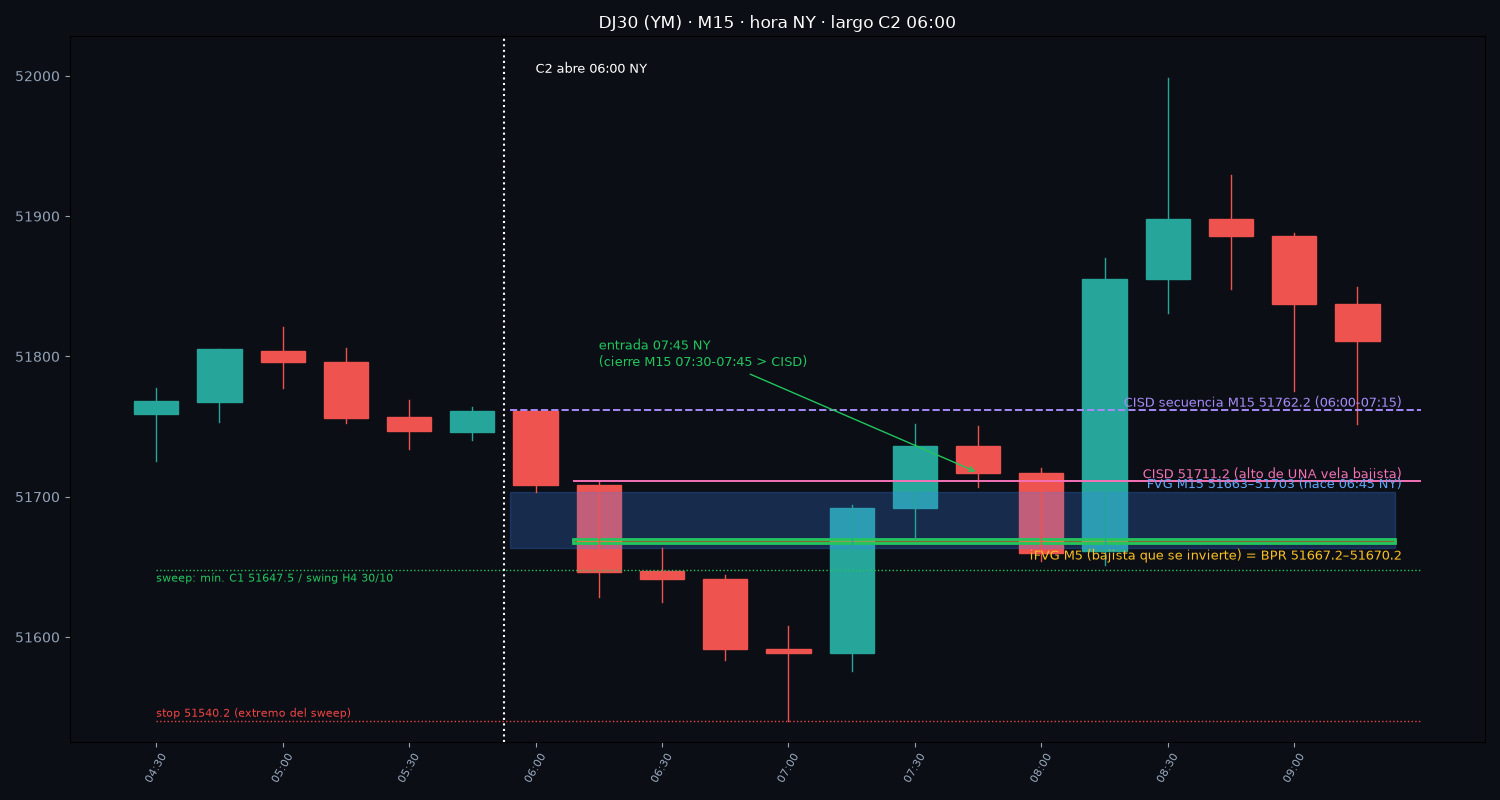 DJ30 (YM) · M15 · hora NY · largo C2 06:00
52000
C2 abre 06:00 NY
51900
entrada 07:45 NY
(cierre M15 07:30-07:45 > CISD)
51800
CISD secuencia M15 51762.2 (06:00-07:15)
CISD 51711.2 (alto de UNA vela bajista)
FVG M15 51663–51703 (nace 06:45 NY)
51700
IFVG M5 (bajista que se invierte) = BPR 51667.2–51670.2
sweep: mín. C1 51647.5 / swing H4 30/10
51600
stop 51540.2 (extremo del sweep)
04:30
05:00
05:30
06:00
06:30
07:00
07:30
08:00
08:30
09:00